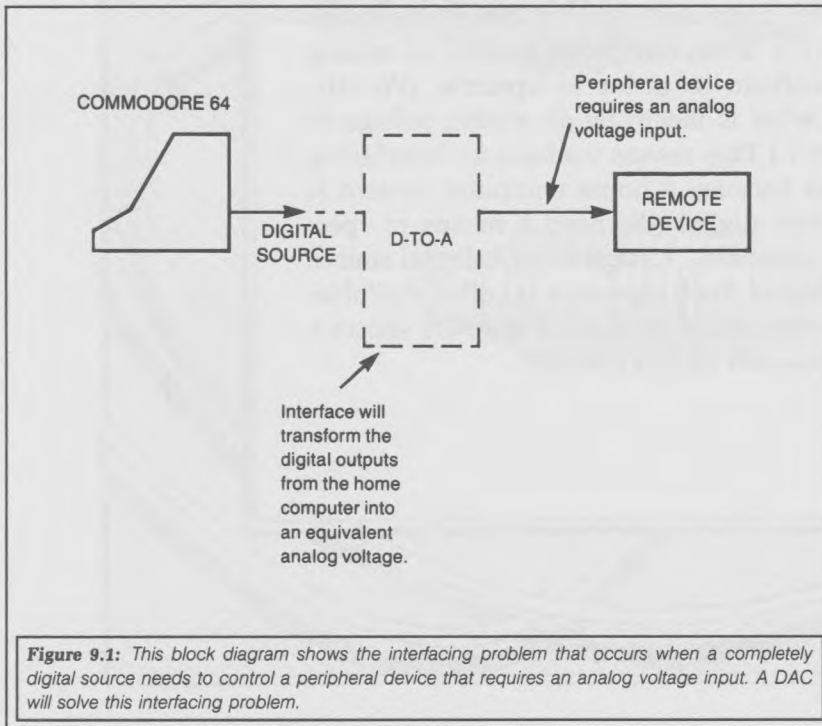 Peripheral device
requires an analog
voltage input.
COMMODORE 64
DIGITAL
SOURCE
D-TO-A
REMOTE
DEVICE
Interface will
transform the
digital outputs
from the home
computer into
an equivalent
analog voltage.
Figure 9.1: This block diagram shows the interfacing problem that occurs when a completely
digital source needs to control a peripheral device that requires an analog voltage input. A DAC
will solve this interfacing problem.